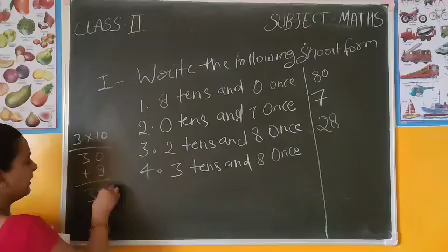 CLASS II
SUBJECT MATHS
I - Write the following Short form
1. 8 tens and 0 once 80
2. 0 tens and 7 Once 7
3. 2 tens and 8 Once 28
4. 3 tens and 8 Once
3 × 10
30
+ 8